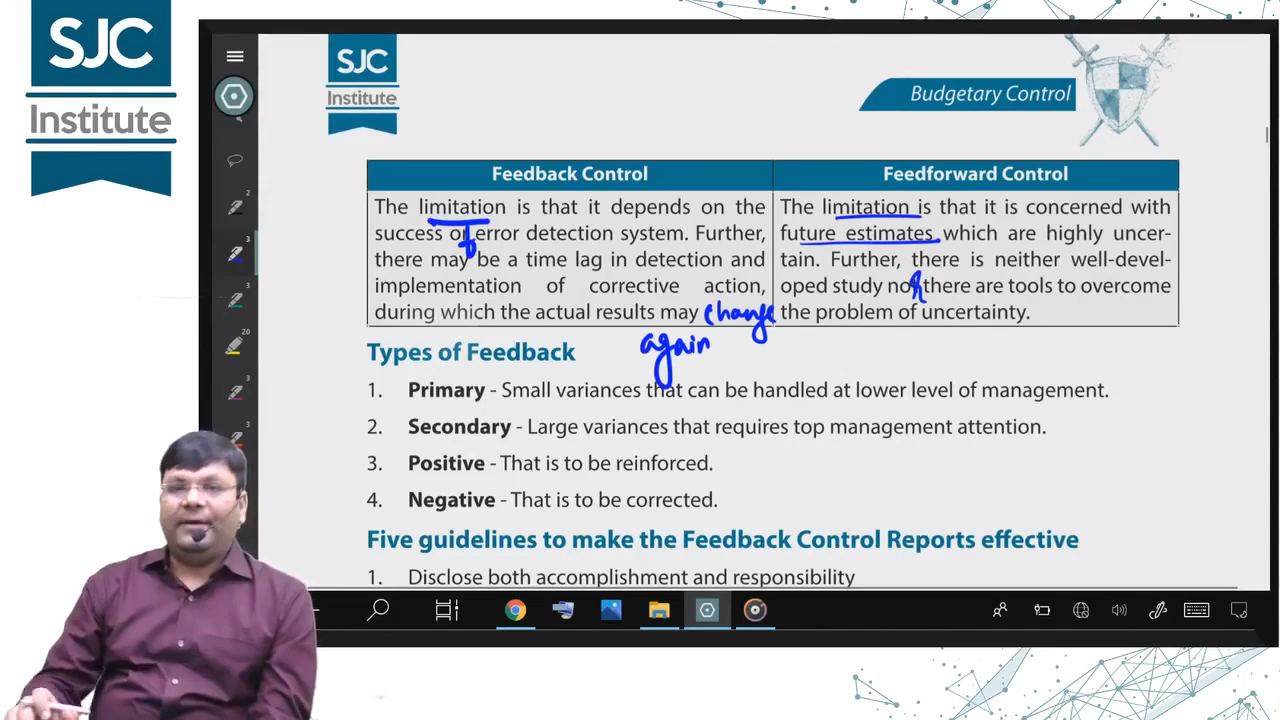 SJC
Institute
SJC
Institute
Budgetary Control
Feedback Control
Feedforward Control
The limitation is that it depends on the
success of error detection system. Further,
there may be a time lag in detection and
implementation of corrective action,
during which the actual results may change
again
The limitation is that it is concerned with
future estimates which are highly uncer-
tain. Further, there is neither well-devel-
oped study nor there are tools to overcome
the problem of uncertainty.
Types of Feedback
1. Primary - Small variances that can be handled at lower level of management.
2. Secondary - Large variances that requires top management attention.
3. Positive - That is to be reinforced.
4. Negative - That is to be corrected.
Five guidelines to make the Feedback Control Reports effective
1. Disclose both accomplishment and responsibility
2
3
3
20
3
3